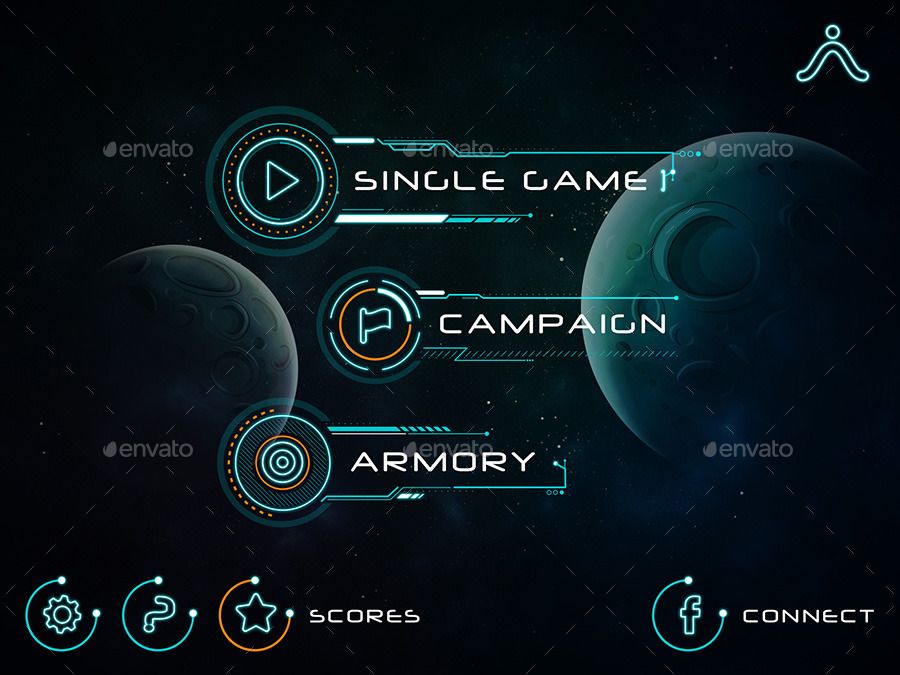 envato envato envato
SINGLE GAME
CAMPAIGN
envato envato envato
ARMORY
SCORES
CONNECT